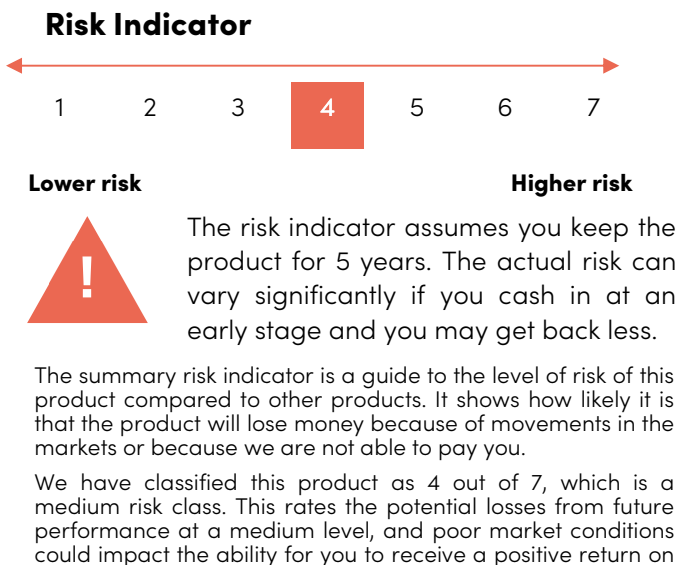 Risk Indicator
1 2 3 4 5 6 7
Lower risk Higher risk
!
The risk indicator assumes you keep the
product for 5 years. The actual risk can
vary significantly if you cash in at an
early stage and you may get back less.
The summary risk indicator is a guide to the level of risk of this
product compared to other products. It shows how likely it is
that the product will lose money because of movements in the
markets or because we are not able to pay you.
We have classified this product as 4 out of 7, which is a
medium risk class. This rates the potential losses from future
performance at a medium level, and poor market conditions
could impact the ability for you to receive a positive return on